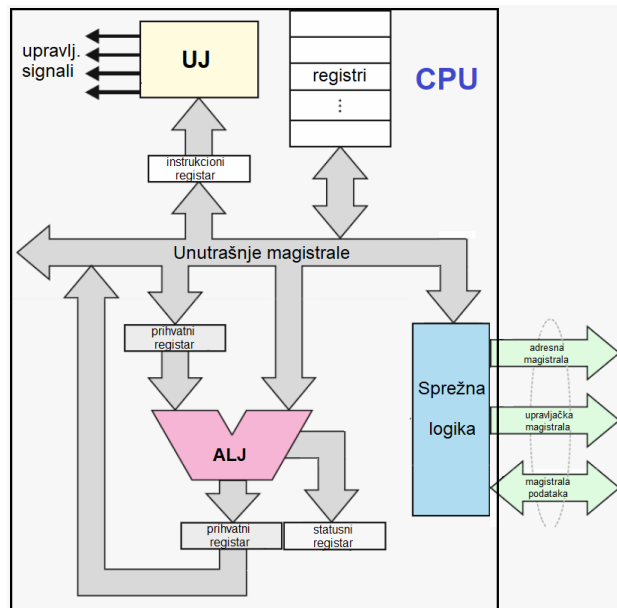 upravlj.
signali
UJ
registri
...
CPU
instrukcioni
registar
Unutrašnje magistrale
prihvatni
registar
Sprežna
logika
adresna
magistrala
upravljačka
magistrala
magistrala
podataka
ALJ
prihvatni
registar
statusni
registar